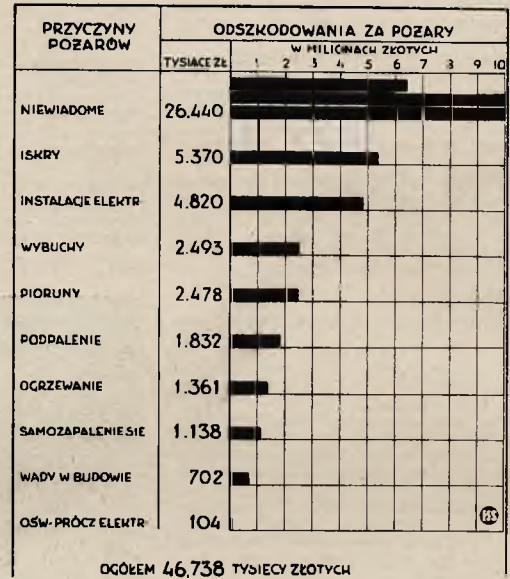 PRZYCZYNY
POŻARÓW
ODSZKODOWANIA ZA POŻARY
TYSIĄCE ZŁ
W MILIONACH ZŁOTYCH
1 2 3 4 5 6 7 8 9 10
NIEWIADOME 26.440
ISKRY 5.370
INSTALACJE ELEKTR 4.820
WYBUCHY 2.493
PIORUNY 2.478
PODPALENIE 1.832
OGRZEWANIE 1.361
SAMOZAPALENIE SIE 1.138
WADY W BUDOWIE 702
OŚW-PRÓCZ ELEKTR 104
OGÓŁEM 46,738 TYSIĘCY ZŁOTYCH